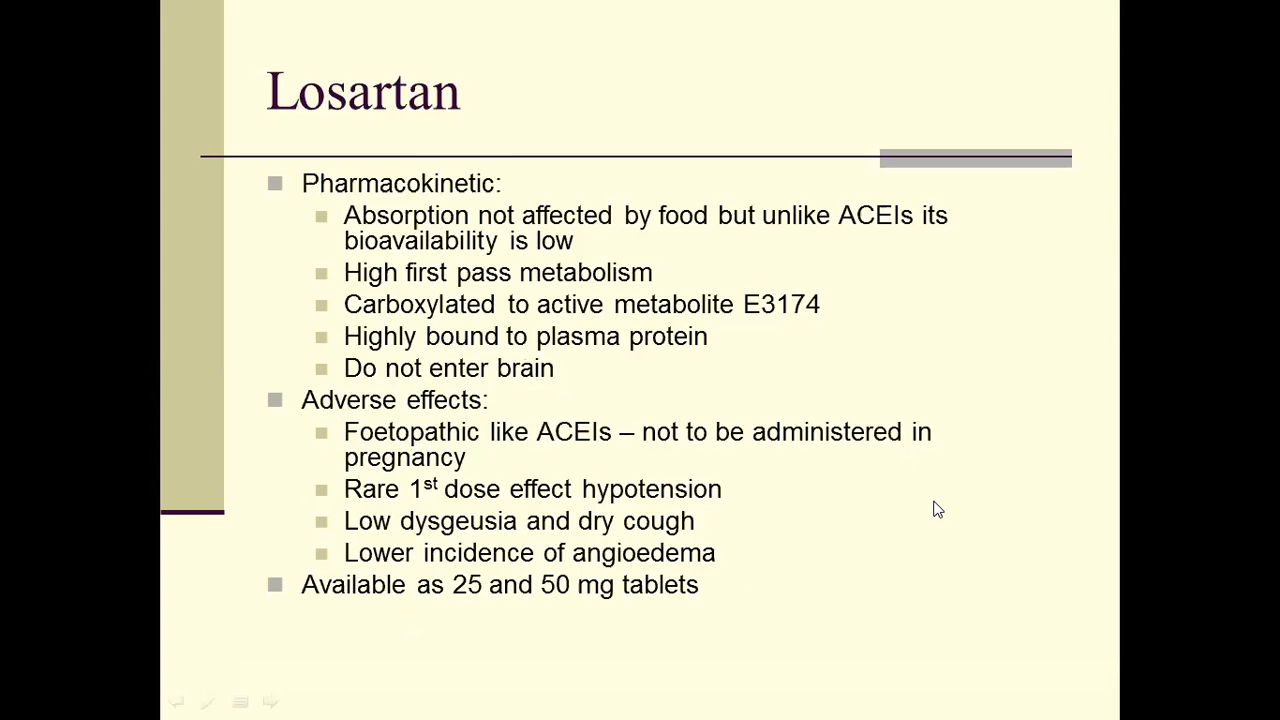 Losartan
Pharmacokinetic:
Absorption not affected by food but unlike ACEIs its
bioavailability is low
High first pass metabolism
Carboxylated to active metabolite E3174
Highly bound to plasma protein
Do not enter brain
Adverse effects:
Foetopathic like ACEIs – not to be administered in
pregnancy
Rare 1st dose effect hypotension
Low dysgeusia and dry cough
Lower incidence of angioedema
Available as 25 and 50 mg tablets